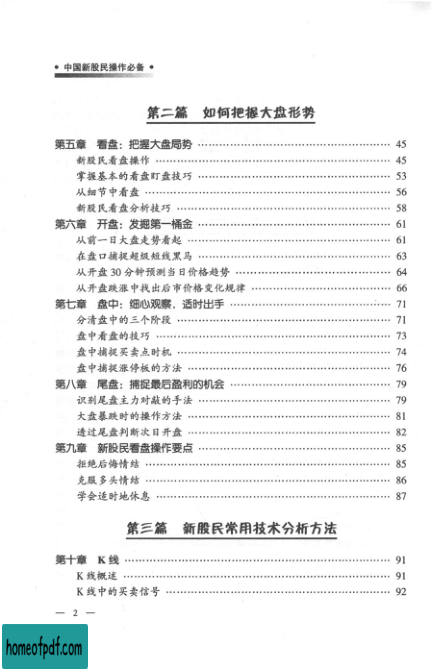 • 中国新股民操作必备 •
第二篇 如何把握大盘形势
第五章 看盘：把握大盘局势 …… 45
新股民看盘操作 …… 45
掌握基本的看盘盯盘技巧 …… 53
从细节中看盘 …… 56
新股民看盘分析技巧 …… 58
第六章 开盘：发掘第一桶金 …… 61
从前一日大盘走势看起 …… 61
在盘口捕捉超级短线黑马 …… 63
从开盘30分钟预测当日价格趋势 …… 64
从开盘跌涨中找出后市价格变化规律 …… 66
第七章 盘中：细心观察，适时出手 …… 71
分清盘中的三个阶段 …… 71
盘中看盘的技巧 …… 73
盘中捕捉买卖点时机 …… 74
盘中捕捉涨停板的方法 …… 76
第八章 尾盘：捕捉最后盈利的机会 …… 79
识别尾盘主力对敲的手法 …… 79
大盘暴跌时的操作方法 …… 81
透过尾盘判断次日开盘 …… 82
第九章 新股民看盘操作要点 …… 85
拒绝后悔情结 …… 85
克服多头情结 …… 86
学会适时地休息 …… 87
第三篇 新股民常用技术分析方法
第十章 K线 …… 91
K线概述 …… 91
K线中的买卖信号 …… 92
— 2 —
homeofpdf.com